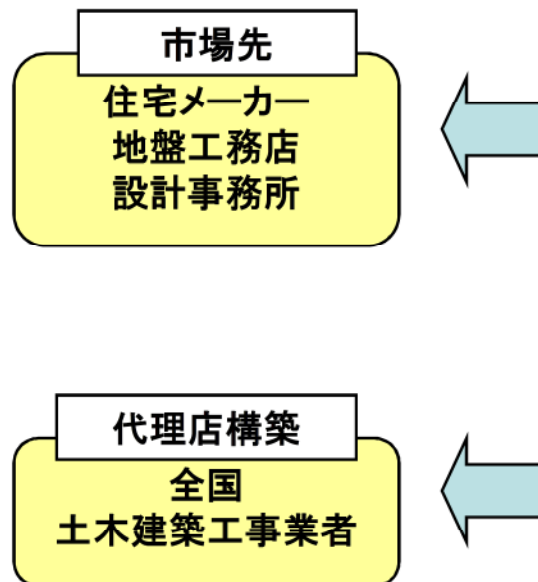 市場先
住宅メーカー
地盤工務店
設計事務所
代理店構築
全国
土木建築工事業者